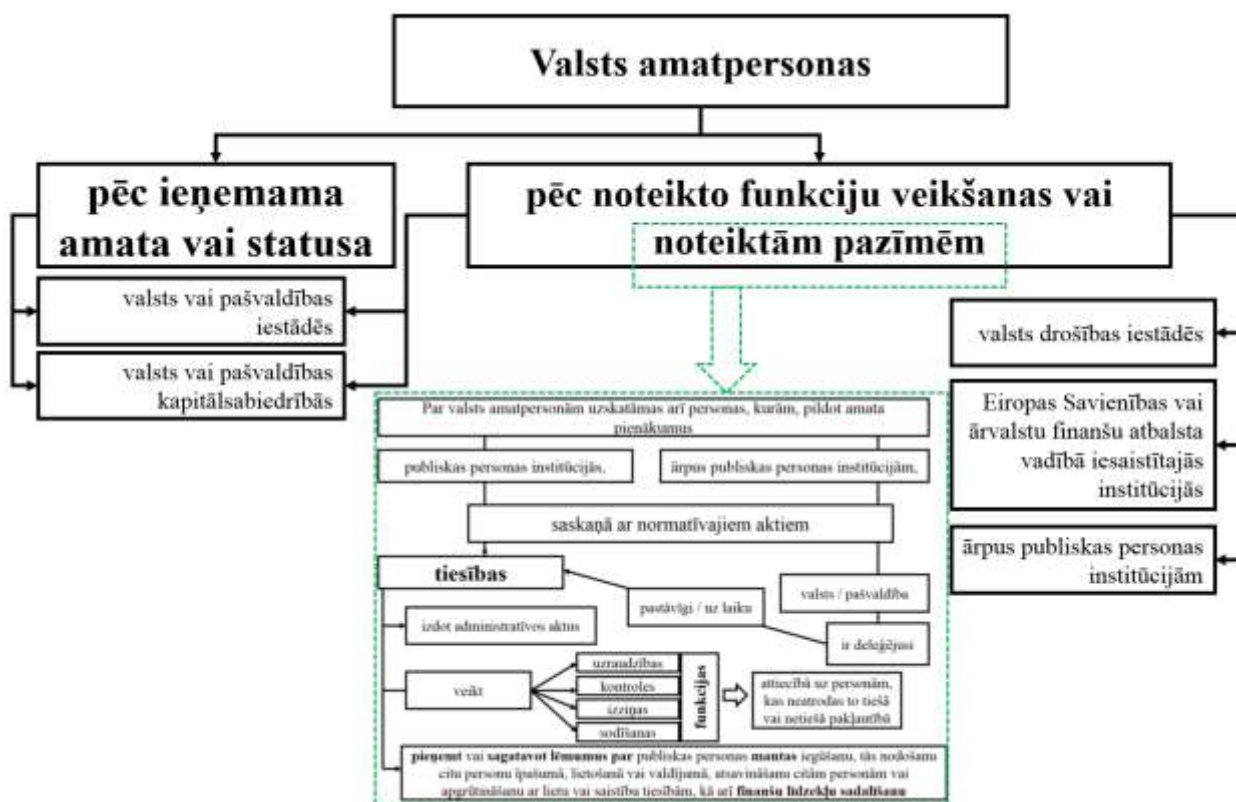 Valsts amatpersonas
pēc ieņemama
amata vai statusa
pēc noteikto funkciju veikšanas vai
noteiktām pazīmēm
valsts vai pašvaldības
iestādēs
valsts vai pašvaldības
kapitālsabiedrībās
valsts drošības iestādēs
Eiropas Savienības vai
ārvalstu finanšu atbalsta
vadībā iesaistītajās
institūcijās
ārpus publiskas personas
institūcijām
Par valsts amatpersonām uzskatāmas arī personas, kurām, pildot amata
pienākumus
publiskas personas institūcijās,
ārpus publiskas personas institūcijām,
saskaņā ar normatīvajiem aktiem
tiesības
pastāvīgi / uz laiku
valsts / pašvaldība
ir deleģējusi
izdot administratīvos aktus
veikt
uzraudzības
kontroles
izziņas
sodīšanas
funkcijas
attiecībā uz personām,
kas neatrodas to tiešā
vai netiešā pakļautībā
pieņemt vai sagatavot lēmumus par publiskas personas mantas iegūšanu, tās nodošanu
citu personu īpašumā, lietošanā vai valdījumā, atsavināšanu citām personām vai
apgrūtināšanu ar lietu vai saistību tiesībām, kā arī finanšu līdzekļu sadalīšanu